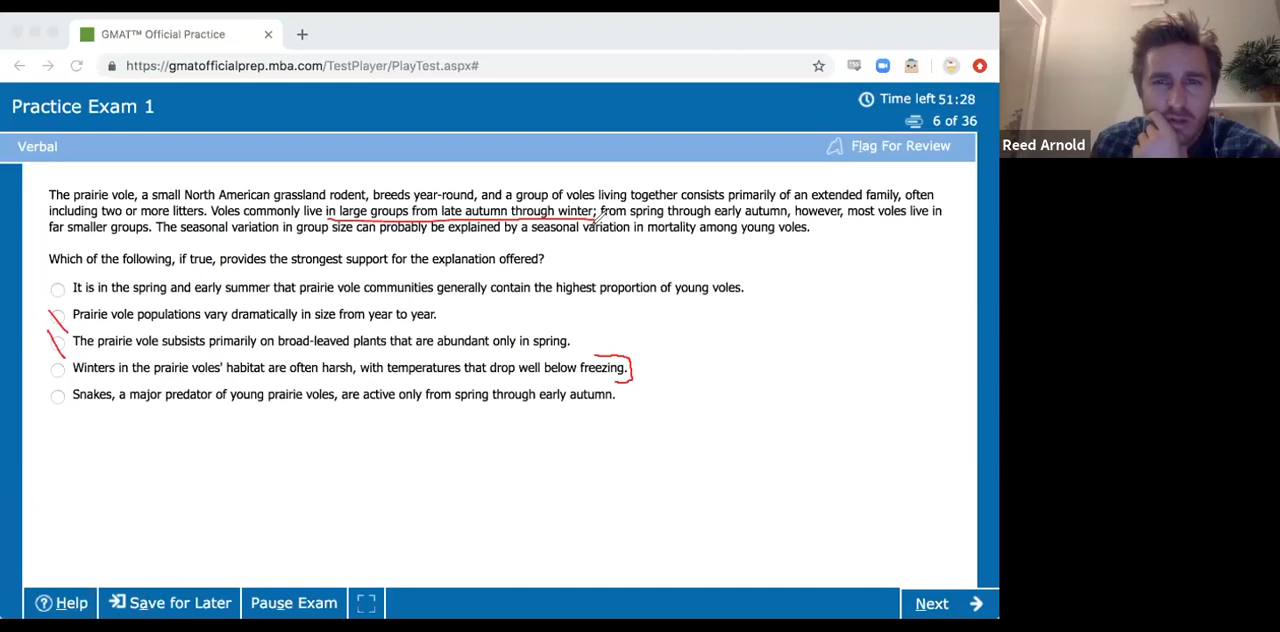 GMAT™ Official Practice
https://gmatofficialprep.mba.com/TestPlayer/PlayTest.aspx#
Practice Exam 1
Time left 51:28
6 of 36
Verbal
Flag For Review
Reed Arnold
The prairie vole, a small North American grassland rodent, breeds year-round, and a group of voles living together consists primarily of an extended family, often
including two or more litters. Voles commonly live in large groups from late autumn through winter; from spring through early autumn, however, most voles live in
far smaller groups. The seasonal variation in group size can probably be explained by a seasonal variation in mortality among young voles.
Which of the following, if true, provides the strongest support for the explanation offered?
It is in the spring and early summer that prairie vole communities generally contain the highest proportion of young voles.
Prairie vole populations vary dramatically in size from year to year.
The prairie vole subsists primarily on broad-leaved plants that are abundant only in spring.
Winters in the prairie voles' habitat are often harsh, with temperatures that drop well below freezing.
Snakes, a major predator of young prairie voles, are active only from spring through early autumn.
Help
Save for Later
Pause Exam
Next